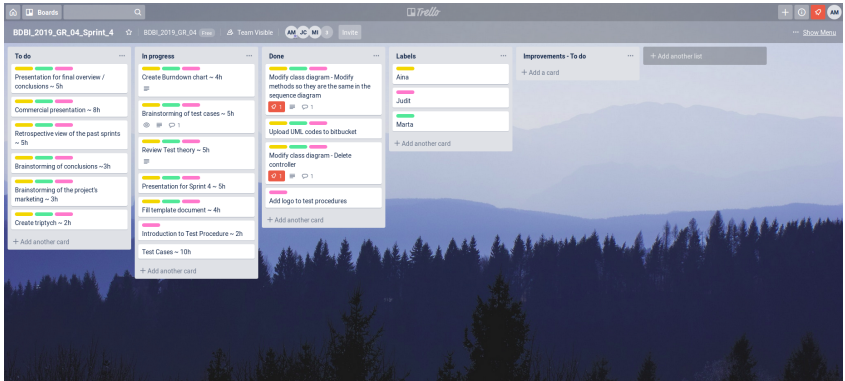 Boards
Trello
AM
BDBI_2019_GR_04_Sprint_4
BDBI_2019_GR_04 Free
Team Visible
AM JC MI
Invite
··· Show Menu
To do
Presentation for final overview /
conclusions ~ 5h
Commercial presentation ~ 8h
Retrospective view of the past sprints
~ 5h
Brainstorming of conclusions ~3h
Brainstorming of the project's
marketing ~ 3h
Create triptych ~ 2h
+ Add another card
In progress
Create Burndown chart ~ 4h
Brainstorming of test cases ~ 5h
1
Review Test theory ~ 5h
Presentation for Sprint 4 ~ 5h
Fill template document ~ 4h
Introduction to Test Procedure ~ 2h
Test Cases ~ 10h
+ Add another card
Done
Modify class diagram - Modify
methods so they are the same in the
sequence diagram
1 1
Upload UML codes to bitbucket
Modify class diagram - Delete
controller
1 1
Add logo to test procedures
+ Add another card
Labels
Aina
Judit
Marta
+ Add another card
Improvements - To do
+ Add a card
+ Add another list